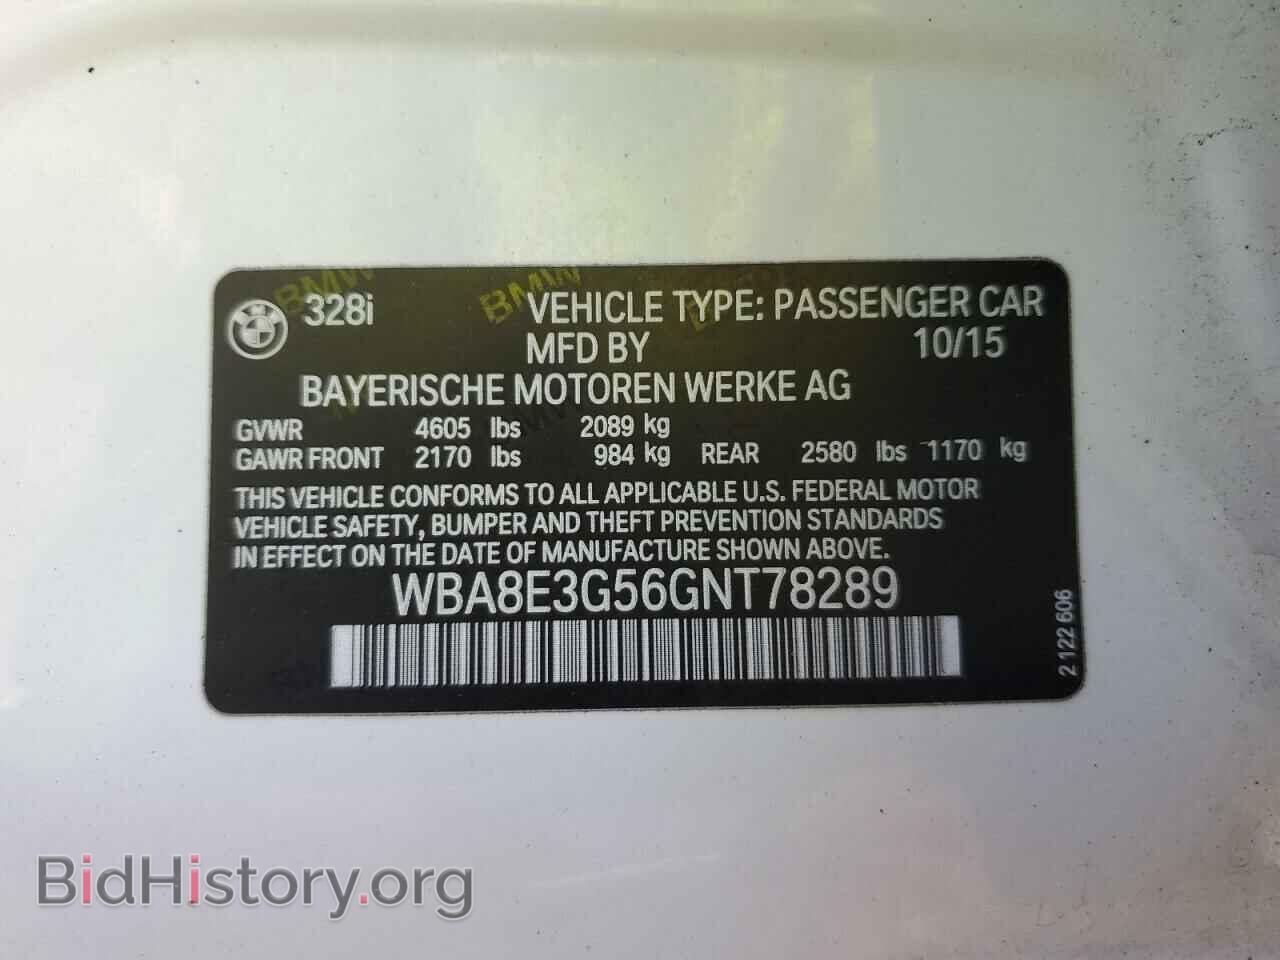 328i VEHICLE TYPE: PASSENGER CAR
MFD BY 10/15
BAYERISCHE MOTOREN WERKE AG
GVWR 4605 lbs 2089 kg
GAWR FRONT 2170 lbs 984 kg REAR 2580 lbs 1170 kg
THIS VEHICLE CONFORMS TO ALL APPLICABLE U.S. FEDERAL MOTOR
VEHICLE SAFETY, BUMPER AND THEFT PREVENTION STANDARDS
IN EFFECT ON THE DATE OF MANUFACTURE SHOWN ABOVE.
WBA8E3G56GNT78289
2 122 606
BMW BMW
BidHistory.org